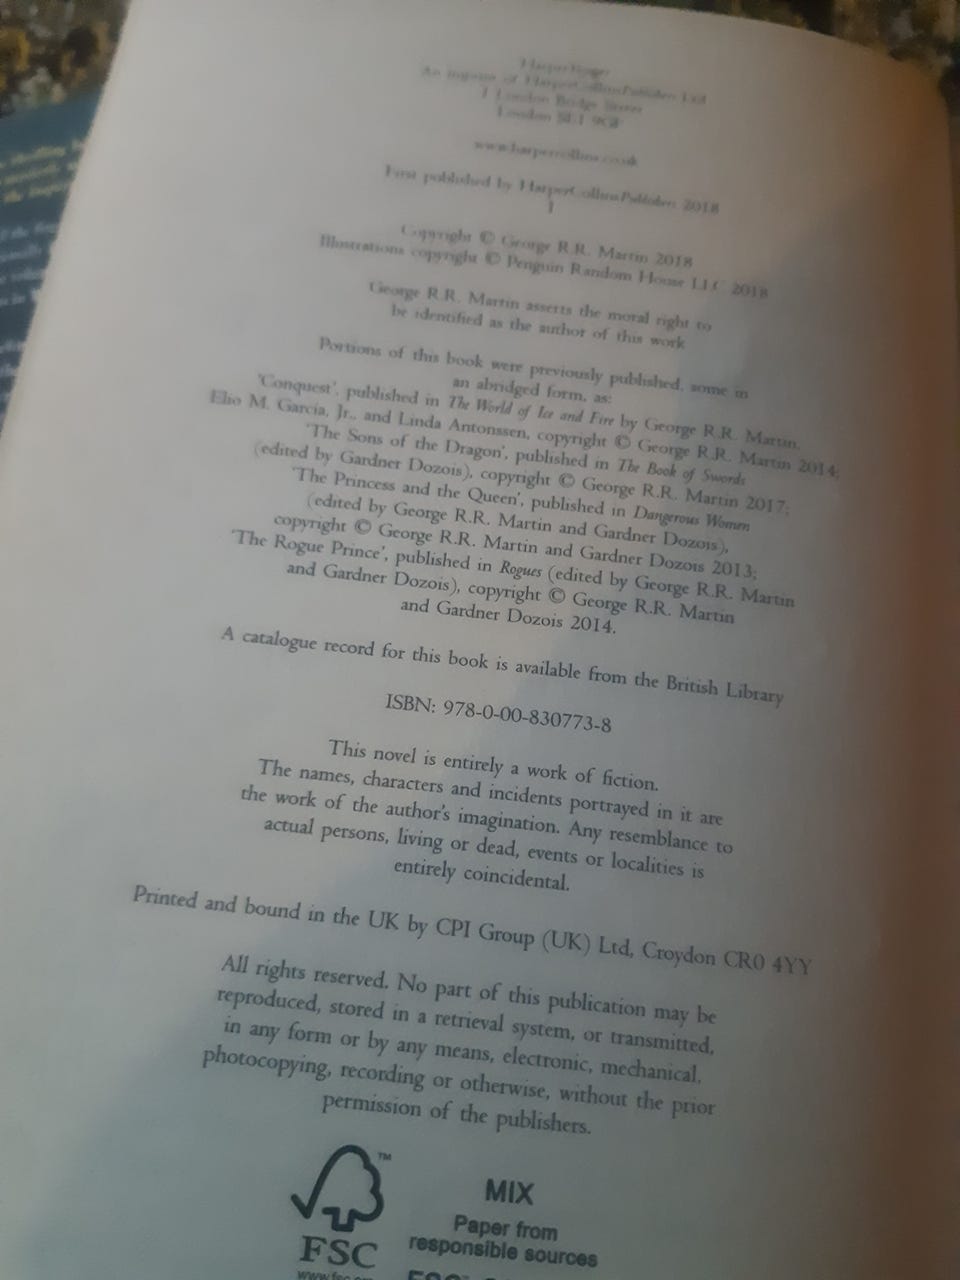 HarperVoyager
An imprint of HarperCollinsPublishers Ltd
1 London Bridge Street
London SE1 9GF
www.harpercollins.co.uk
First published by HarperCollinsPublishers 2018
1
Copyright © George R.R. Martin 2018
Illustrations copyright © Penguin Random House LLC 2018
George R.R. Martin asserts the moral right to
be identified as the author of this work
Portions of this book were previously published, some in
an abridged form, as:
'Conquest', published in The World of Ice and Fire by George R.R. Martin,
Elio M. García, Jr., and Linda Antonssen, copyright © George R.R. Martin 2014;
'The Sons of the Dragon', published in The Book of Swords
(edited by Gardner Dozois), copyright © George R.R. Martin 2017;
'The Princess and the Queen', published in Dangerous Women
(edited by George R.R. Martin and Gardner Dozois),
copyright © George R.R. Martin and Gardner Dozois 2013;
'The Rogue Prince', published in Rogues (edited by George R.R. Martin
and Gardner Dozois), copyright © George R.R. Martin
and Gardner Dozois 2014.
A catalogue record for this book is available from the British Library
ISBN: 978-0-00-830773-8
This novel is entirely a work of fiction.
The names, characters and incidents portrayed in it are
the work of the author's imagination. Any resemblance to
actual persons, living or dead, events or localities is
entirely coincidental.
Printed and bound in the UK by CPI Group (UK) Ltd, Croydon CR0 4YY
All rights reserved. No part of this publication may be
reproduced, stored in a retrieval system, or transmitted,
in any form or by any means, electronic, mechanical,
photocopying, recording or otherwise, without the prior
permission of the publishers.
TM
FSC
MIX
Paper from
responsible sources